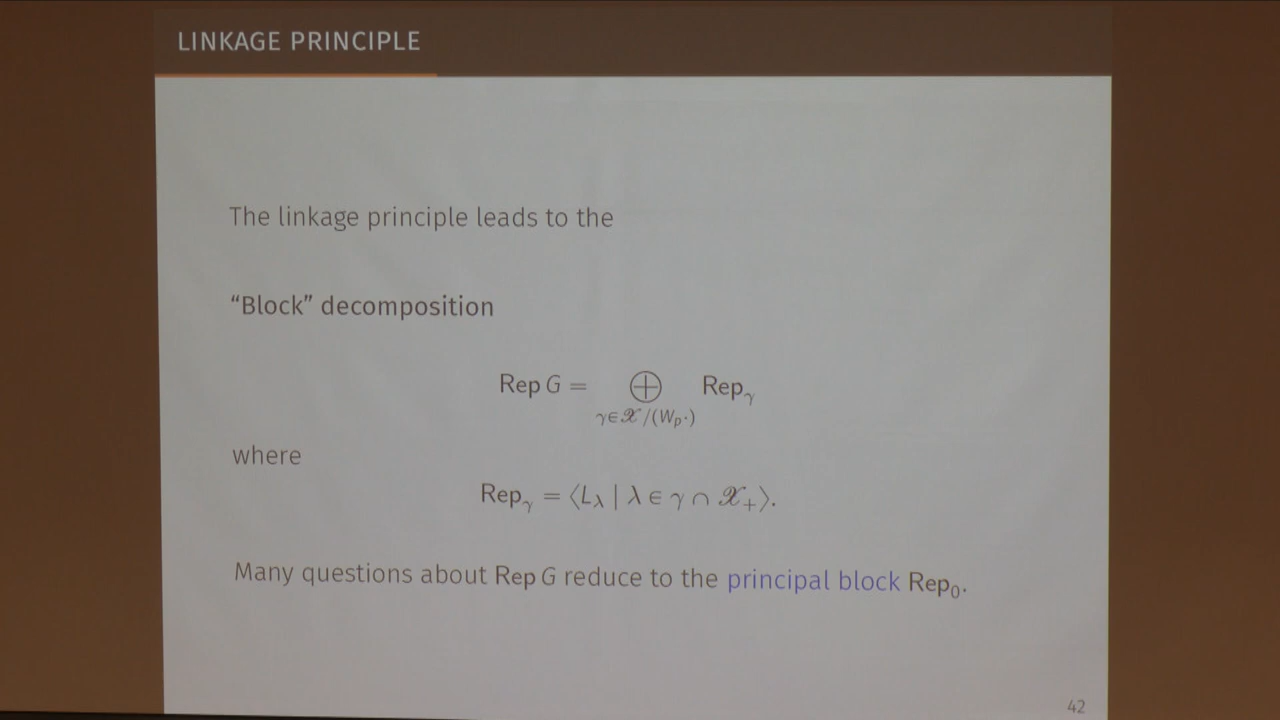 LINKAGE PRINCIPLE
The linkage principle leads to the
“Block” decomposition
Rep G = ⨁ Rep_γ
γ∈𝒳/(W_p·)
where
Rep_γ = ⟨L_λ | λ ∈ γ ∩ 𝒳_+⟩.
Many questions about Rep G reduce to the principal block Rep_0.
42